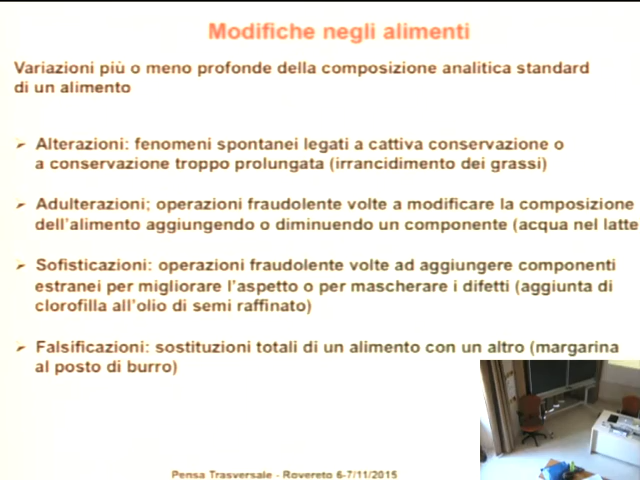 Modifiche negli alimenti
Variazioni più o meno profonde della composizione analitica standard
di un alimento
Alterazioni: fenomeni spontanei legati a cattiva conservazione o
a conservazione troppo prolungata (irrancidimento dei grassi)
Adulterazioni; operazioni fraudolente volte a modificare la composizione
dell'alimento aggiungendo o diminuendo un componente (acqua nel latte
Sofisticazioni: operazioni fraudolente volte ad aggiungere componenti
estranei per migliorare l'aspetto o per mascherare i difetti (aggiunta di
clorofilla all'olio di semi raffinato)
Falsificazioni: sostituzioni totali di un alimento con un altro (margarina
al posto di burro)
Pensa Trasversale - Rovereto 6-7/11/2015